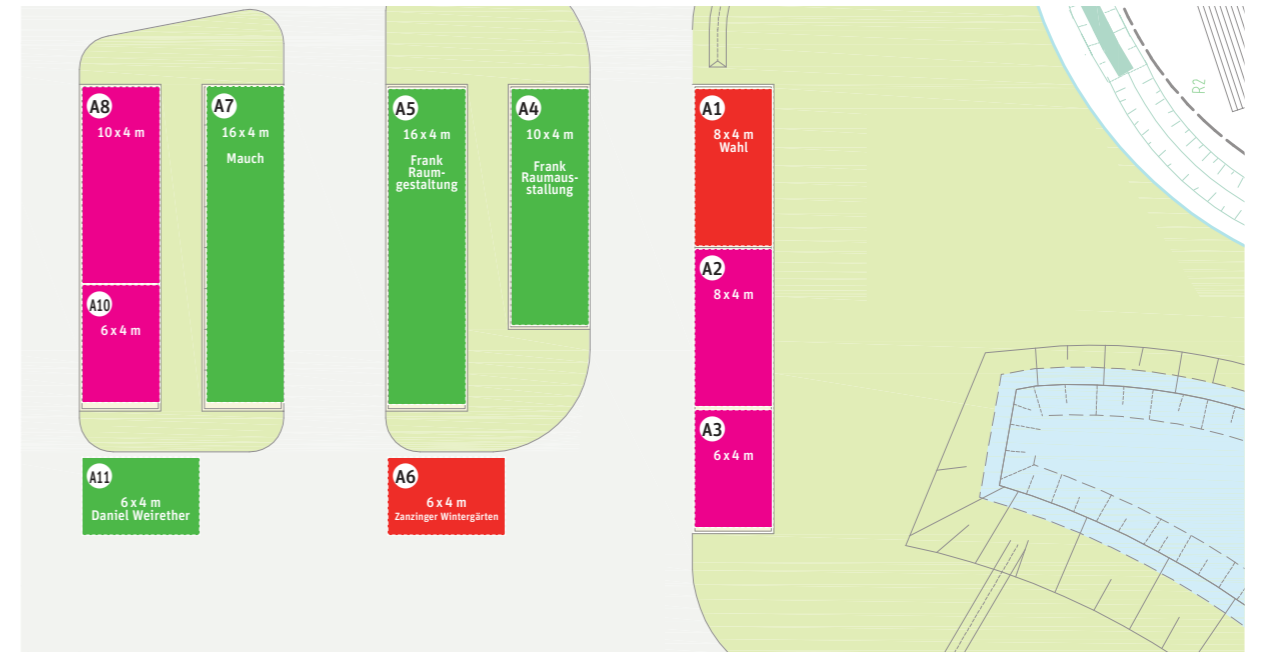 A8
10 x 4 m
A10
6 x 4 m
A7
16 x 4 m
Mauch
A11
6 x 4 m
Daniel Weirether
A5
16 x 4 m
Frank
Raum-
gestaltung
A4
10 x 4 m
Frank
Raumaus-
stallung
A6
6 x 4 m
Zanzinger Wintergärten
A1
8 x 4 m
Wahl
A2
8 x 4 m
A3
6 x 4 m
R2